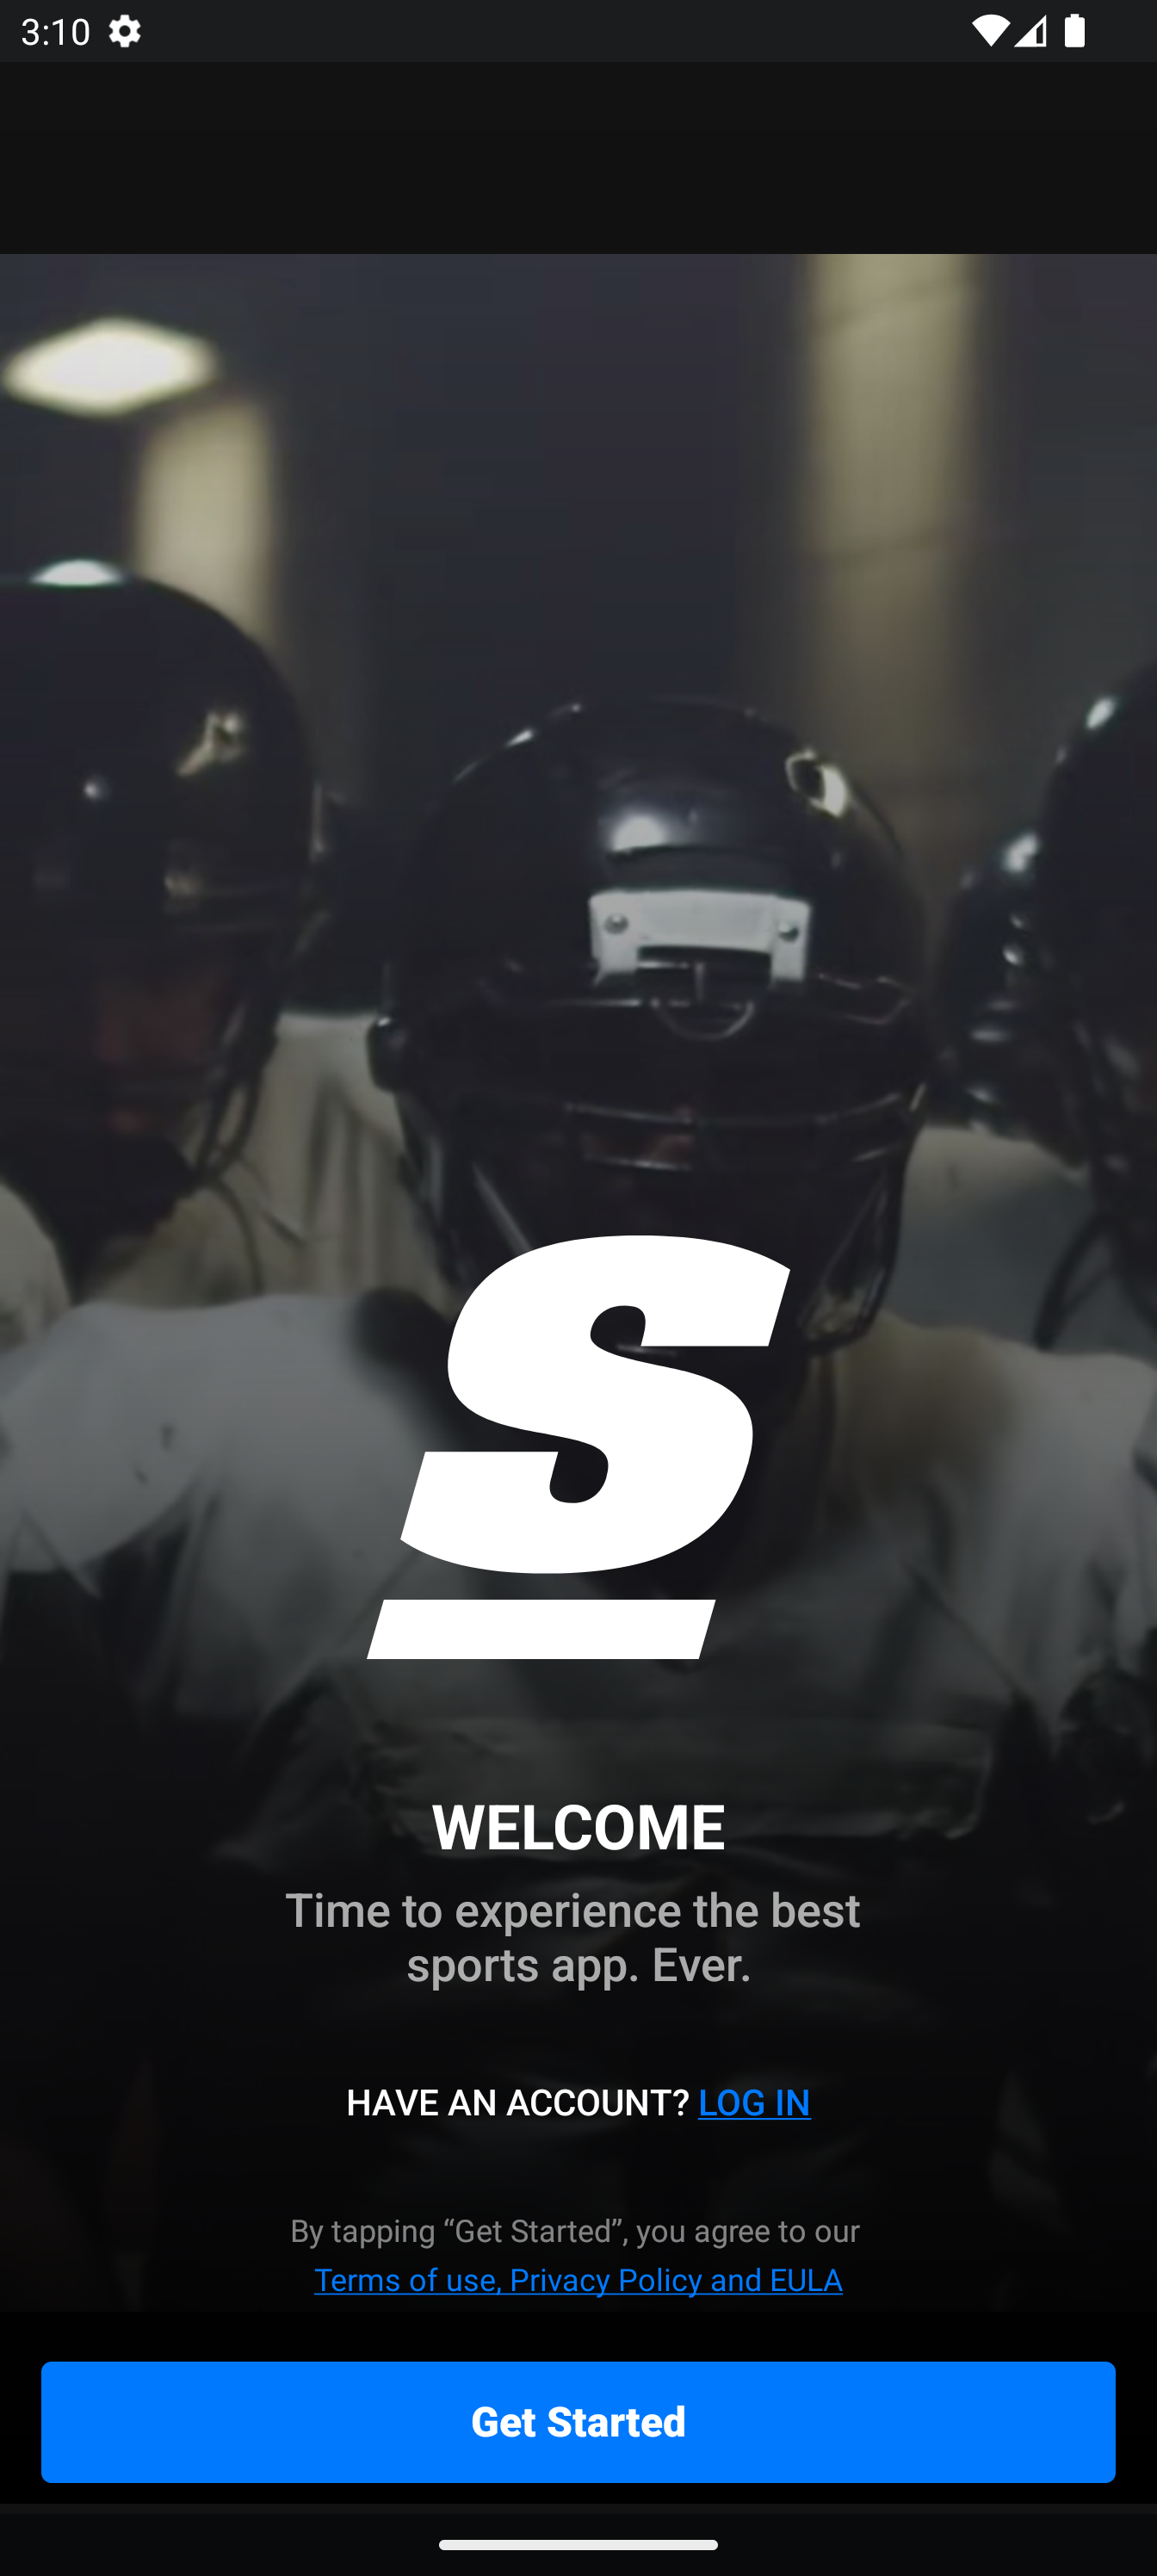 3:10
S
WELCOME
Time to experience the best
sports app. Ever.
HAVE AN ACCOUNT? LOG IN
By tapping “Get Started”, you agree to our
Terms of use, Privacy Policy and EULA
Get Started